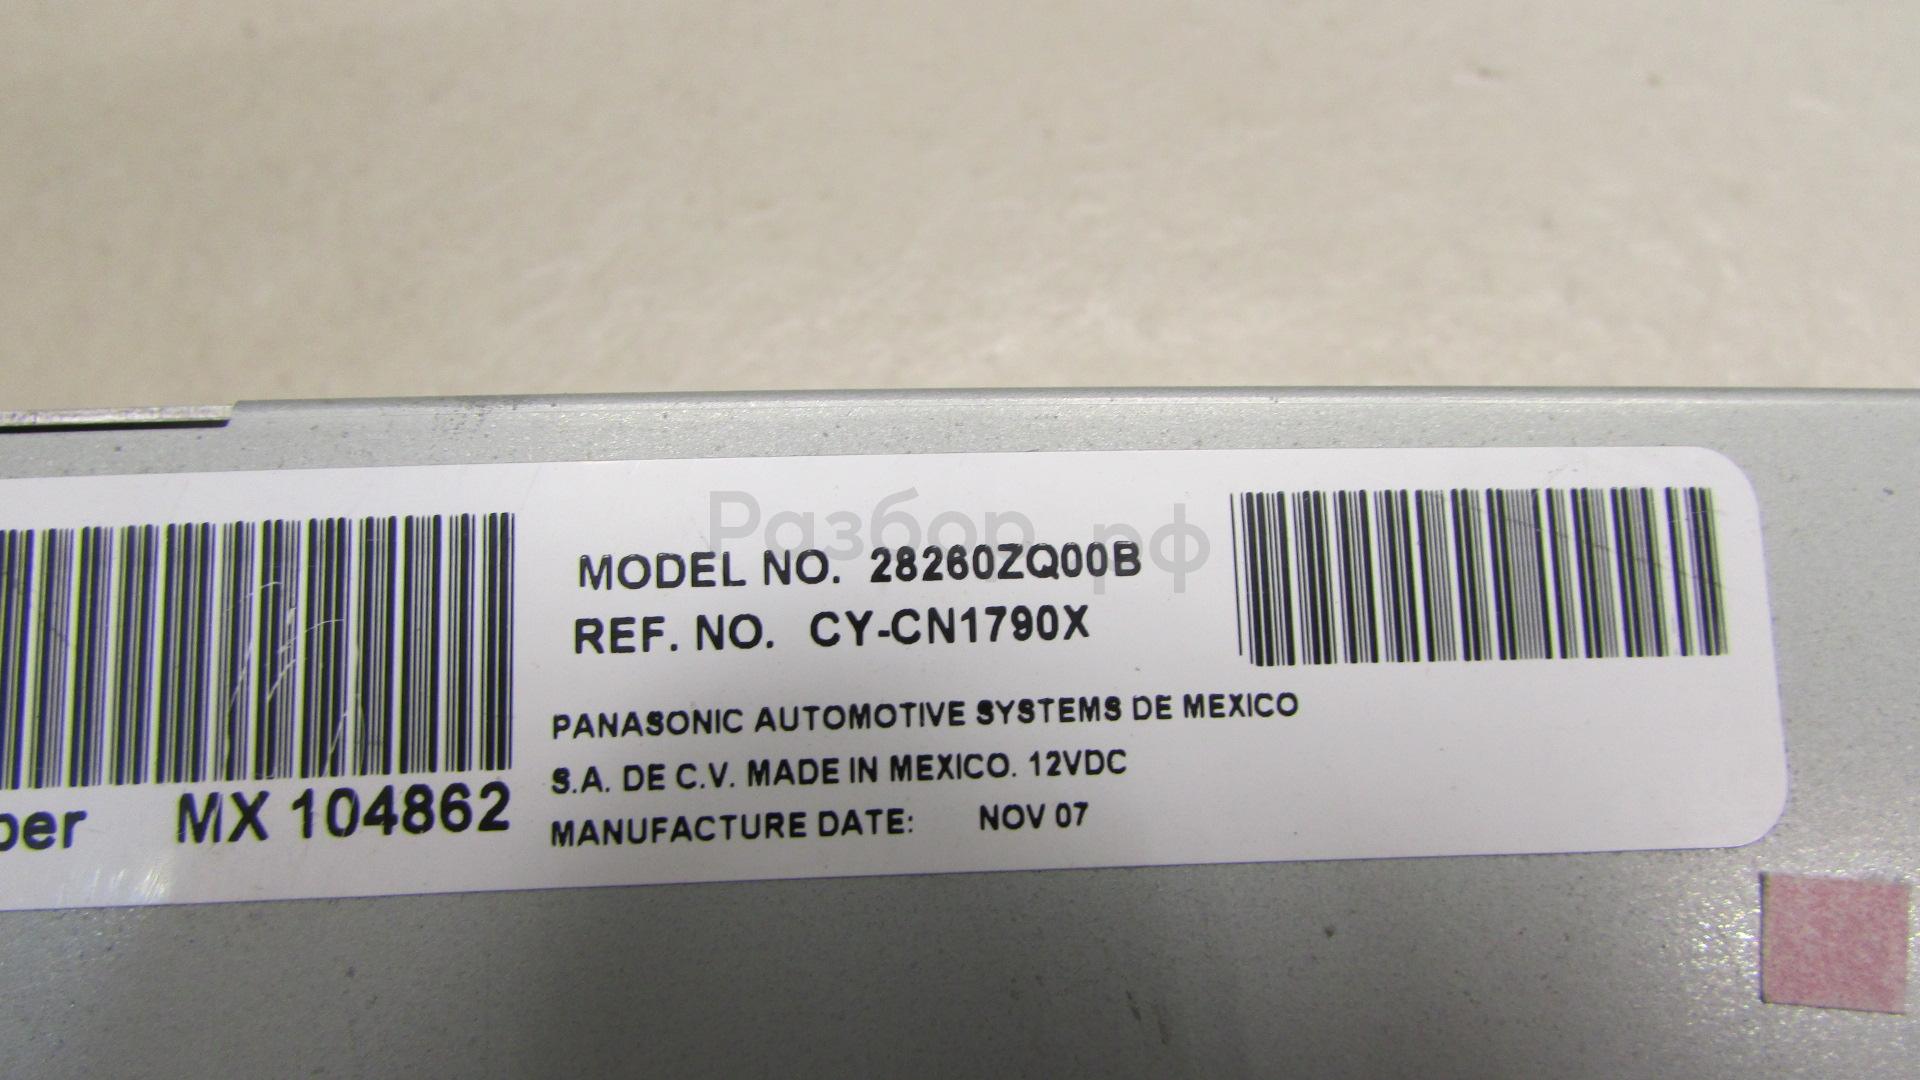 Разбор.рф
MODEL NO. 28260ZQ00B
REF. NO. CY-CN1790X
PANASONIC AUTOMOTIVE SYSTEMS DE MEXICO
S.A. DE C.V. MADE IN MEXICO. 12VDC
MANUFACTURE DATE: NOV 07
ber MX 104862